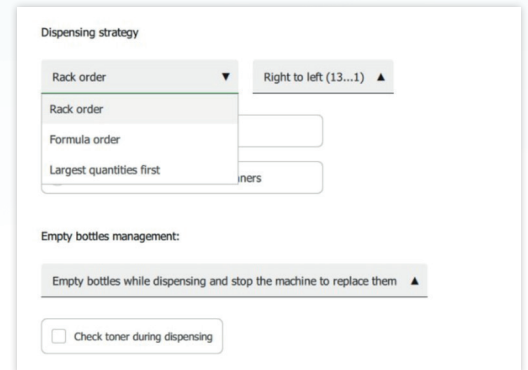 Dispensing strategy
Rack order ▼ Right to left (13...1) ▲
Rack order
Formula order
Largest quantities first
Empty bottles management:
Empty bottles while dispensing and stop the machine to replace them ▲
Check toner during dispensing